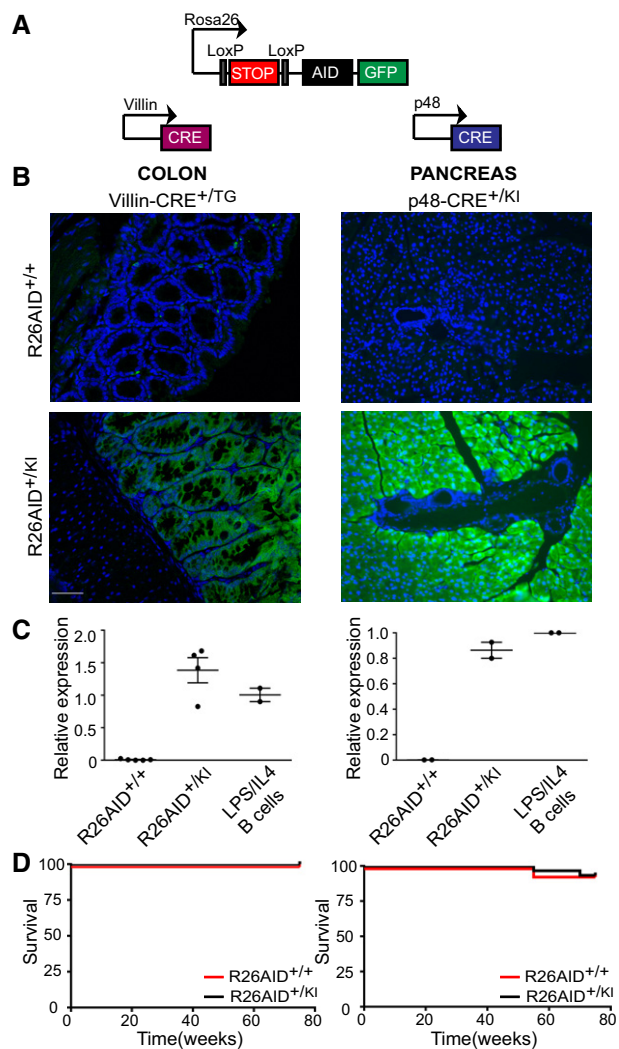 A
Rosa26
LoxP LoxP
STOP AID GFP
Villin
CRE
p48
CRE
B
COLON
Villin-CRE+/TG
PANCREAS
p48-CRE+/KI
R26AID+/+
R26AID+/KI
C
Relative expression
2.0
1.5
1.0
0.5
0
R26AID+/+
R26AID+/KI
LPS/IL4
B cells
Relative expression
1.0
0.8
0.6
0.4
0.2
0
R26AID+/+
R26AID+/KI
LPS/IL4
B cells
D
Survival
100
75
50
25
0
R26AID+/+
R26AID+/KI
0 20 40 60 80
Time(weeks)
Survival
100
75
50
25
0
R26AID+/+
R26AID+/KI
0 20 40 60 80
Time(weeks)